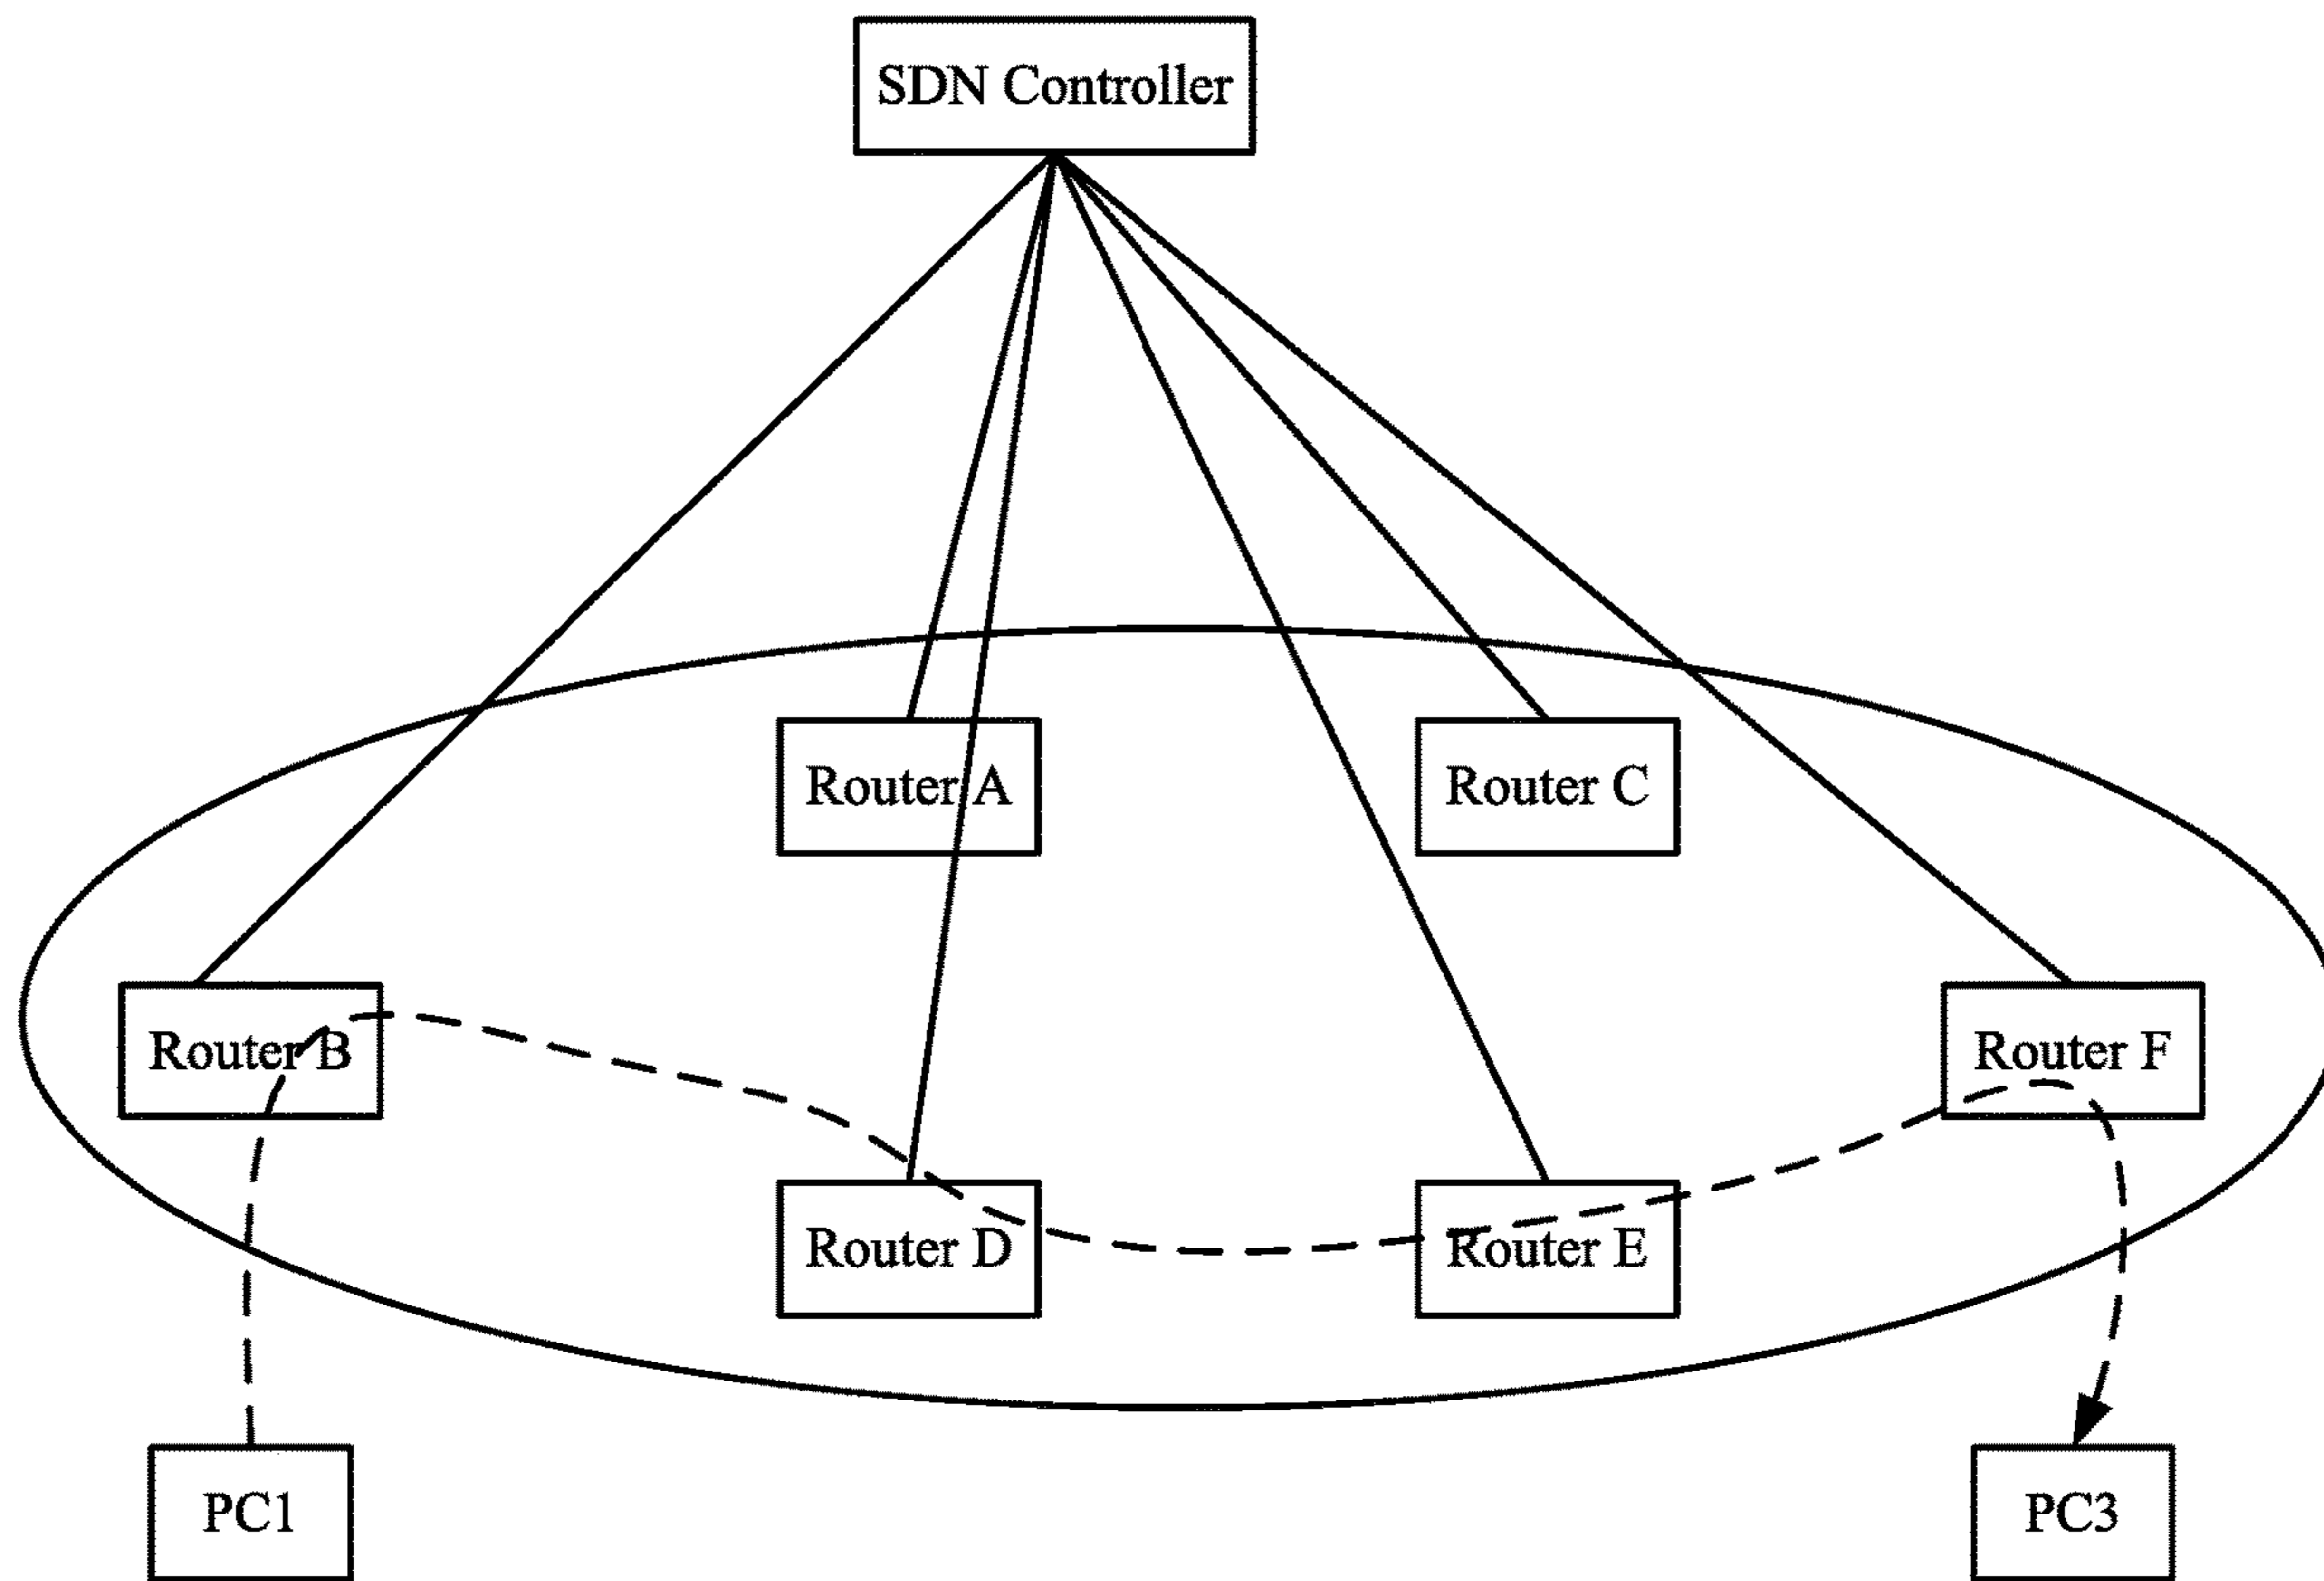 SDN Controller
Router A
Router C
Router B
Router F
Router D
Router E
PC1
PC3